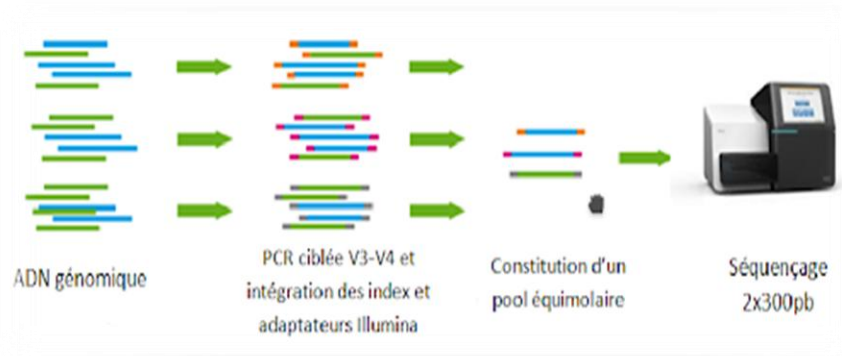 ADN génomique
PCR ciblée V3-V4 et
intégration des index et
adaptateurs Illumina
Constitution d'un
pool équimolaire
Séquençage
2x300pb